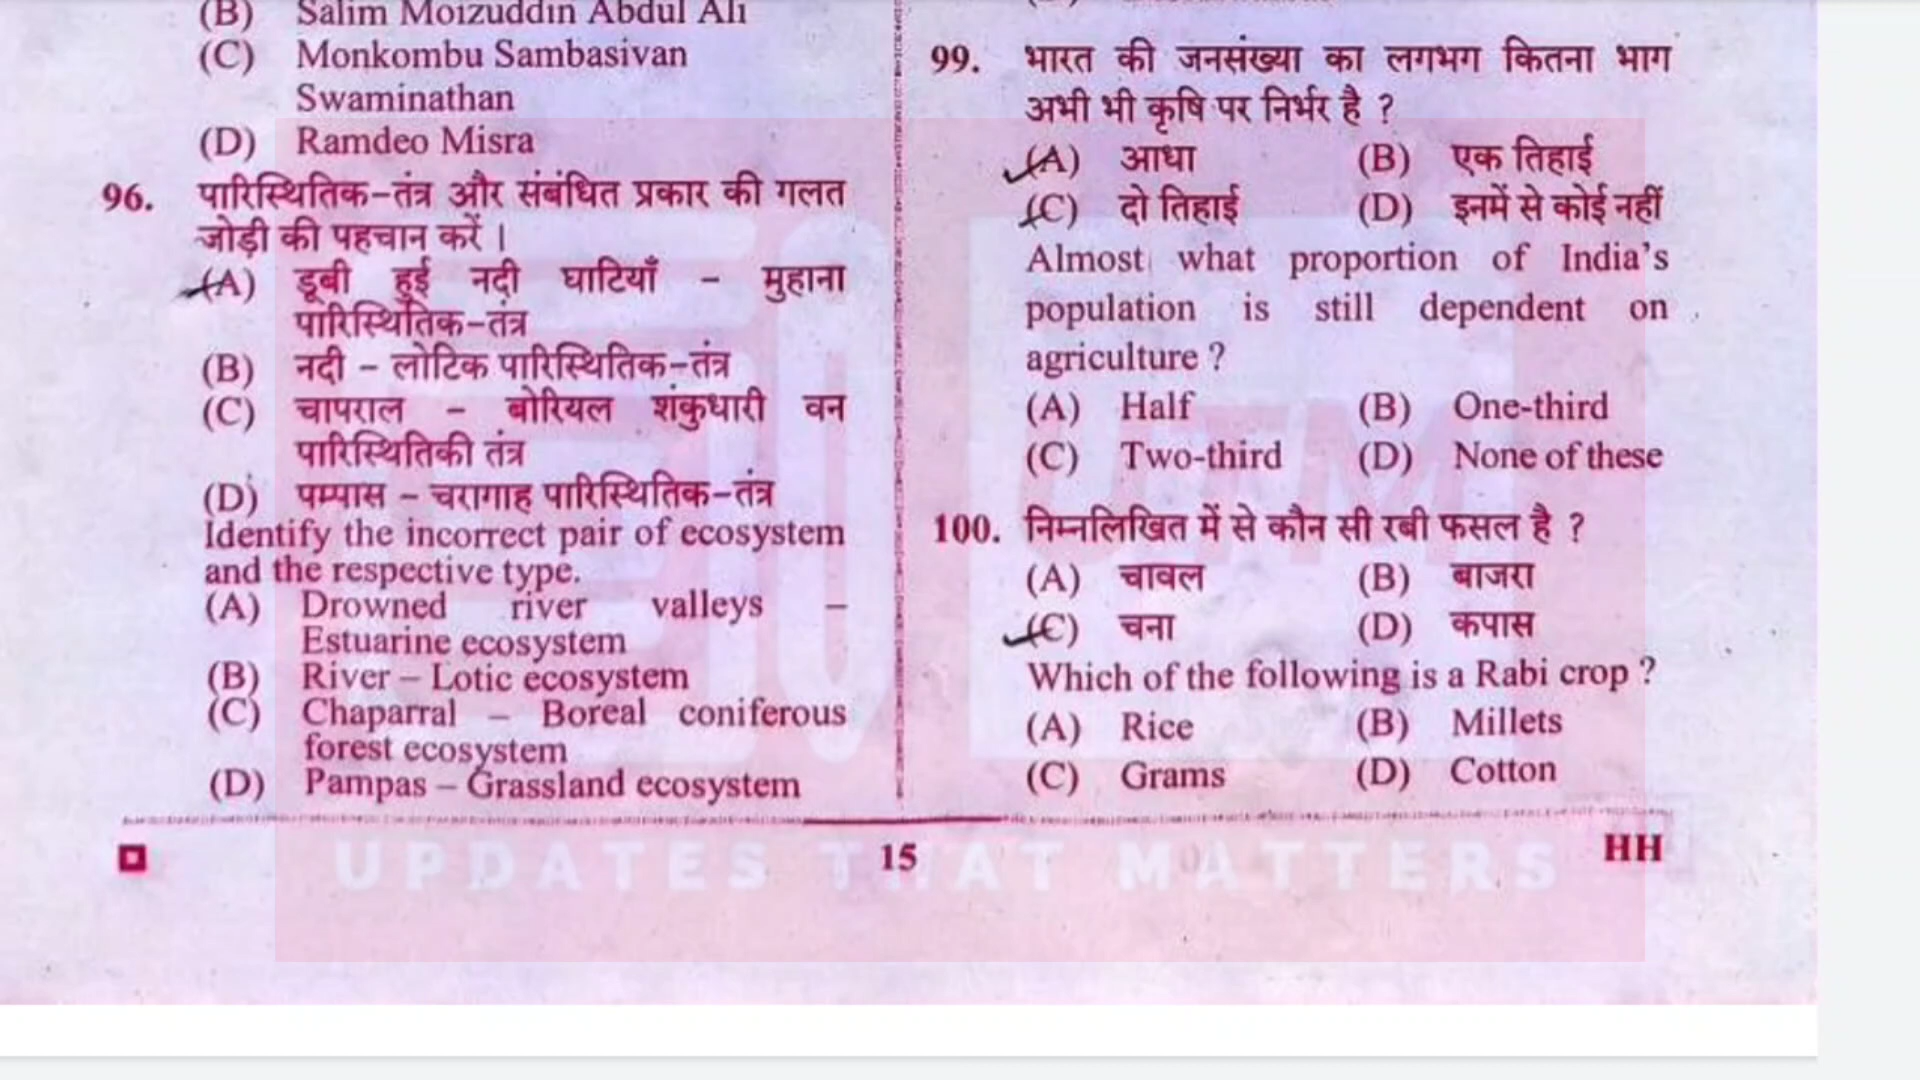 (B) Salim Moizuddin Abdul Ali
(C) Monkombu Sambasivan
Swaminathan
(D) Ramdeo Misra
96. पारिस्थितिक-तंत्र और संबंधित प्रकार की गलत
जोड़ी की पहचान करें ।
(A) डूबी हुई नदी घाटियाँ - मुहाना
पारिस्थितिक-तंत्र
(B) नदी - लोटिक पारिस्थितिक-तंत्र
(C) चापराल - बोरियल शंकुधारी वन
पारिस्थितिकी तंत्र
(D) पम्पास - चरागाह पारिस्थितिक-तंत्र
Identify the incorrect pair of ecosystem
and the respective type.
(A) Drowned river valleys –
Estuarine ecosystem
(B) River – Lotic ecosystem
(C) Chaparral – Boreal coniferous
forest ecosystem
(D) Pampas – Grassland ecosystem
99. भारत की जनसंख्या का लगभग कितना भाग
अभी भी कृषि पर निर्भर है ?
(A) आधा (B) एक तिहाई
(C) दो तिहाई (D) इनमें से कोई नहीं
Almost what proportion of India's
population is still dependent on
agriculture ?
(A) Half (B) One-third
(C) Two-third (D) None of these
100. निम्नलिखित में से कौन सी रबी फसल है ?
(A) चावल (B) बाजरा
(C) चना (D) कपास
Which of the following is a Rabi crop ?
(A) Rice (B) Millets
(C) Grams (D) Cotton
15 HH
UTM
UPDATES THAT MATTERS